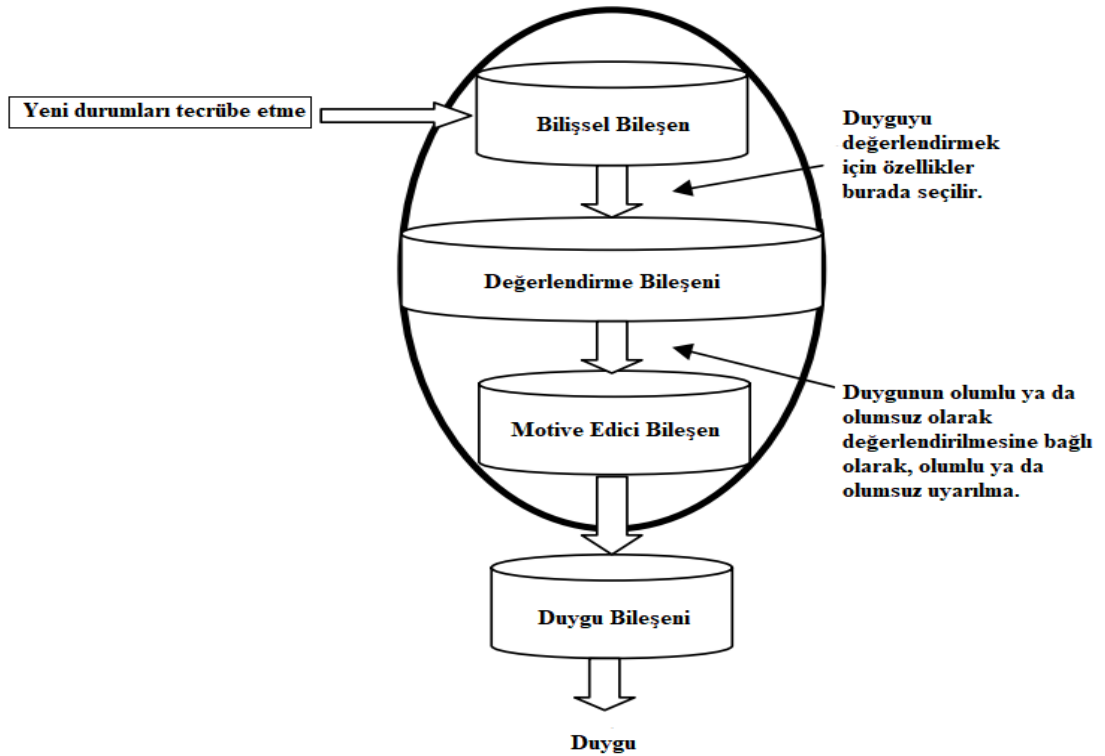 Yeni durumları tecrübe etme
Bilişsel Bileşen
Duyguyu
değerlendirmek
için özellikler
burada seçilir.
Değerlendirme Bileşeni
Motive Edici Bileşen
Duygunun olumlu ya da
olumsuz olarak
değerlendirilmesine bağlı
olarak, olumlu ya da
olumsuz uyarılma.
Duygu Bileşeni
Duygu